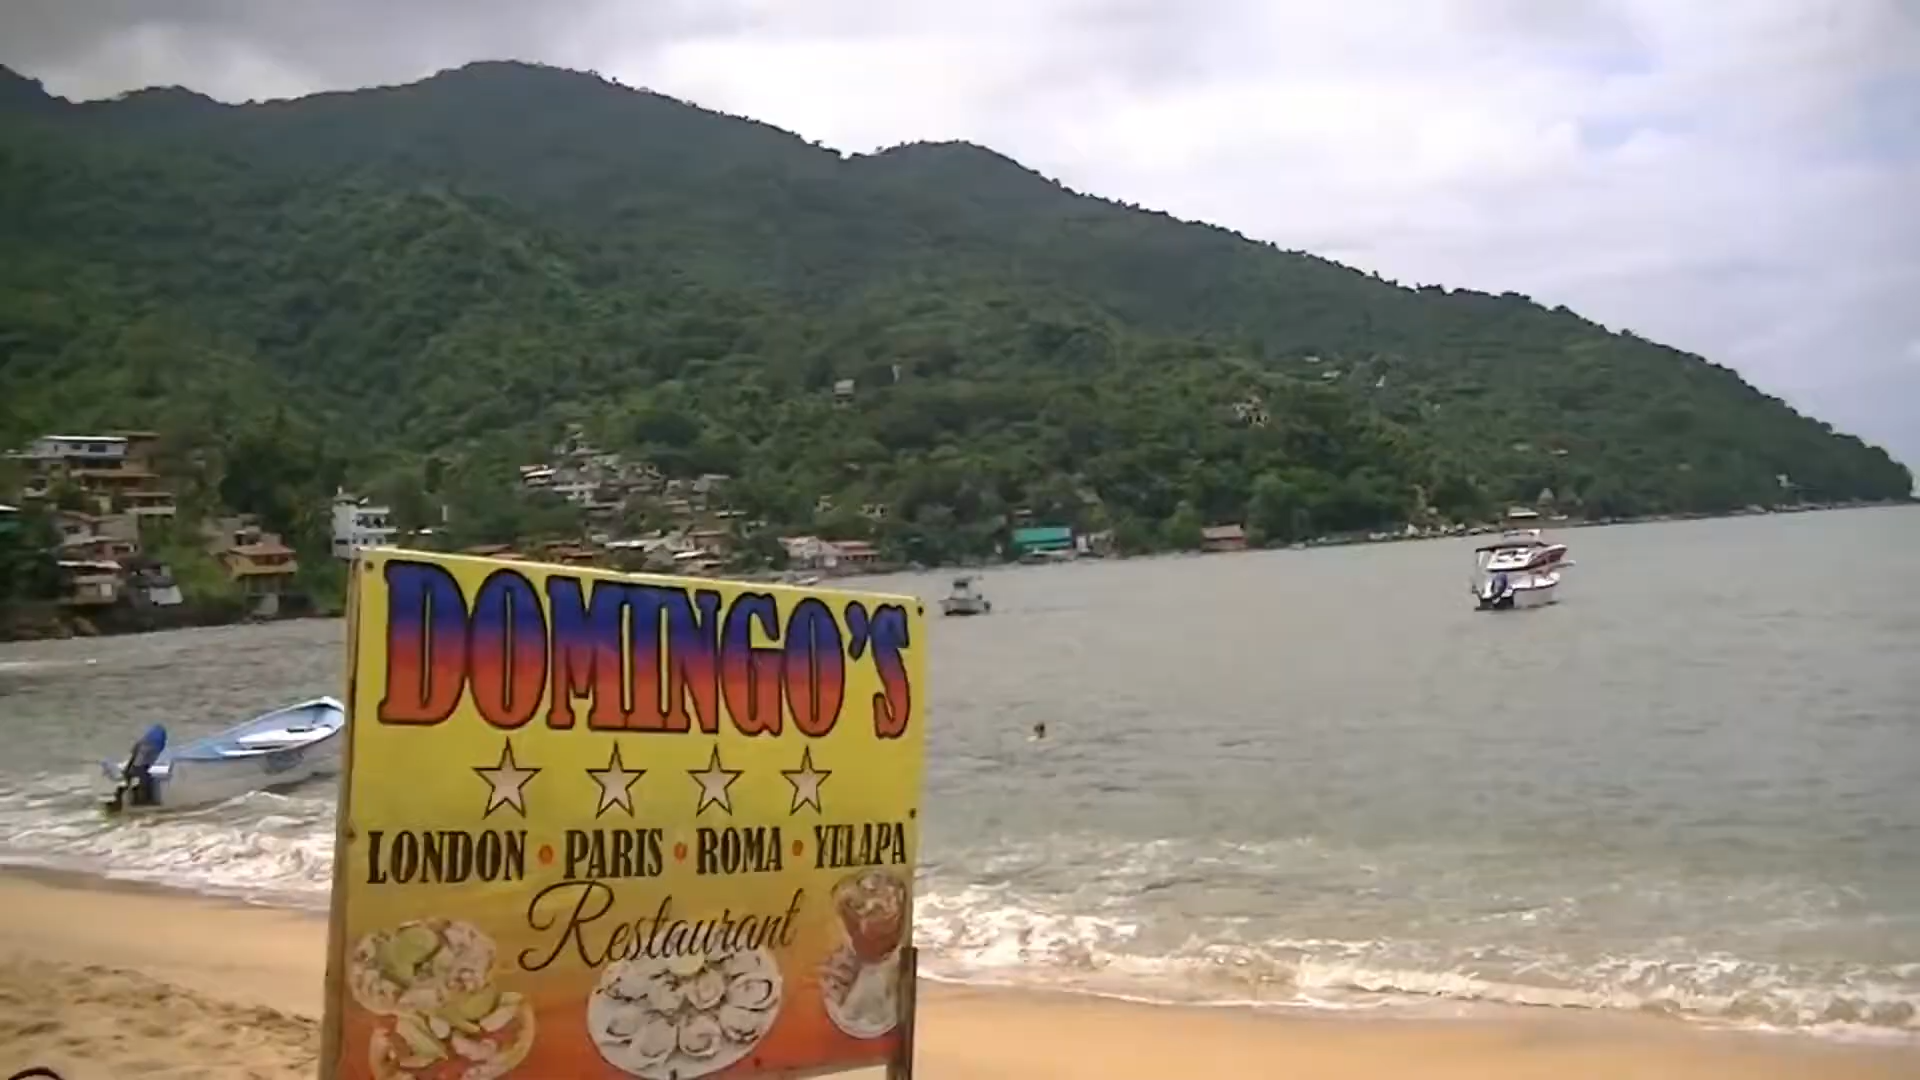 DOMINGO'S
LONDON • PARIS • ROMA • YELAPA
Restaurant